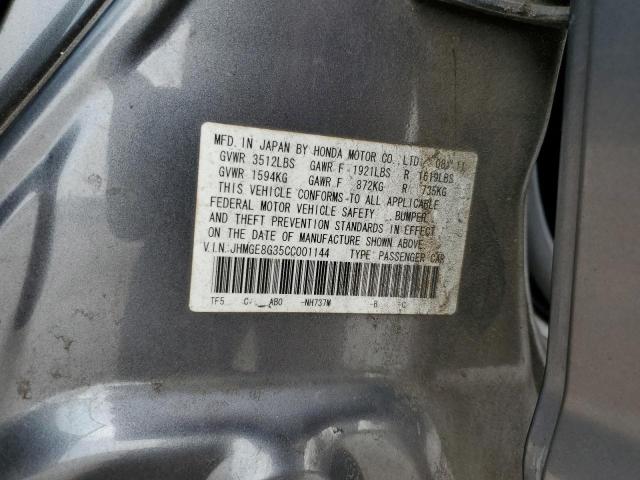 MFD. IN JAPAN BY HONDA MOTOR CO., LTD. 08/11
GVWR 3512LBS GAWR F 1921LBS R 1619LBS
GVWR 1594KG GAWR F 872KG R 735KG
THIS VEHICLE CONFORMS TO ALL APPLICABLE
FEDERAL MOTOR VEHICLE SAFETY, BUMPER,
AND THEFT PREVENTION STANDARDS IN EFFECT
ON THE DATE OF MANUFACTURE SHOWN ABOVE.
V.I.N.:JHMGE8G35CC001144 TYPE:PASSENGER CAR
TF5 AB0 -NH737M